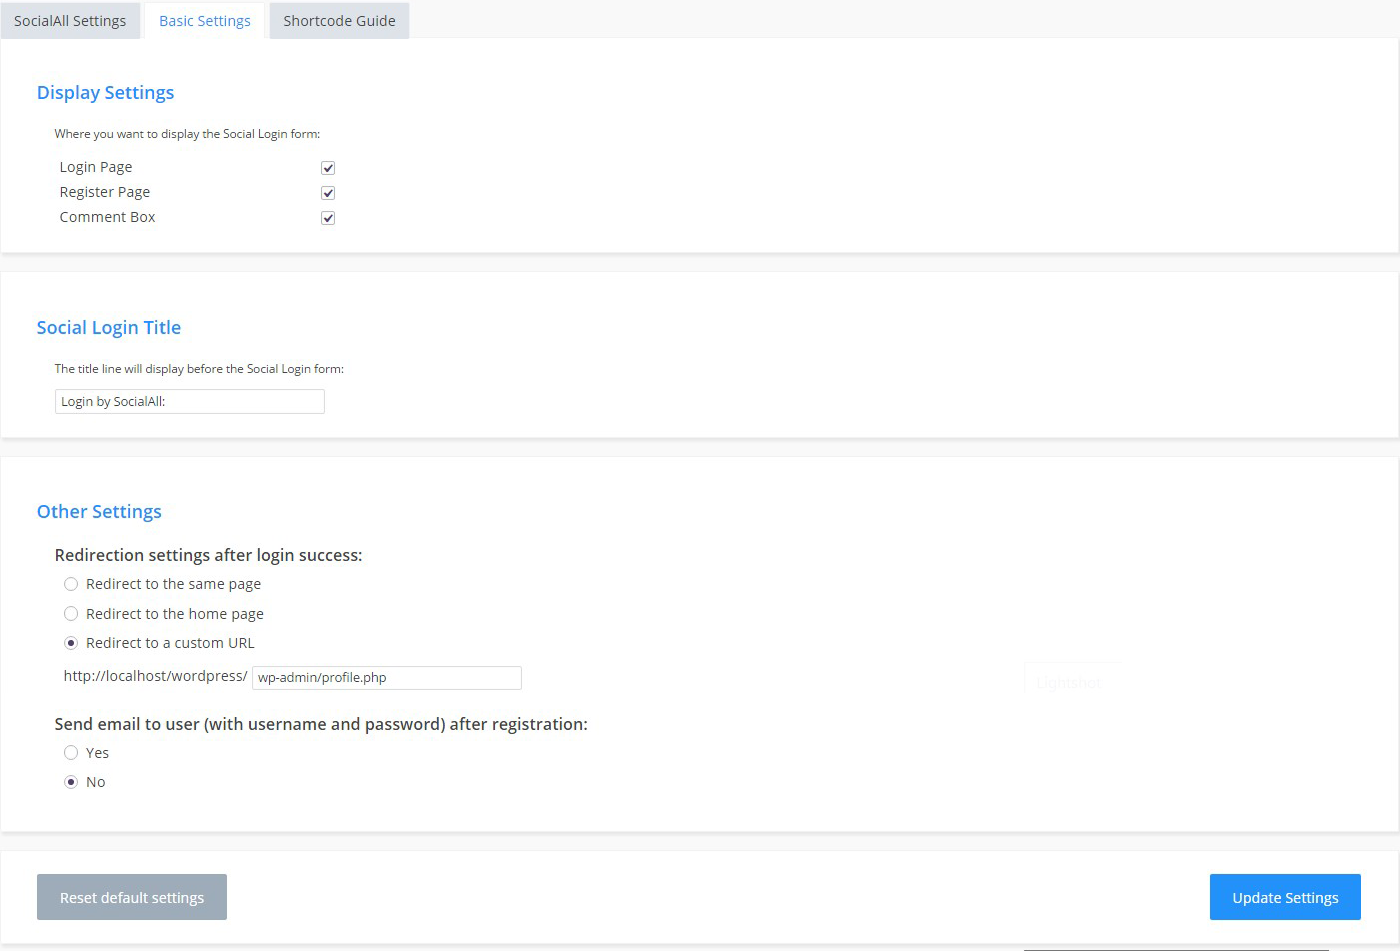 SocialAll Settings Basic Settings Shortcode Guide
Display Settings
Where you want to display the Social Login form:
Login Page
Register Page
Comment Box
Social Login Title
The title line will display before the Social Login form:
Login by SocialAll:
Other Settings
Redirection settings after login success:
Redirect to the same page
Redirect to the home page
Redirect to a custom URL
http://localhost/wordpress/ wp-admin/profile.php
Lightshot
Send email to user (with username and password) after registration:
Yes
No
Reset default settings Update Settings